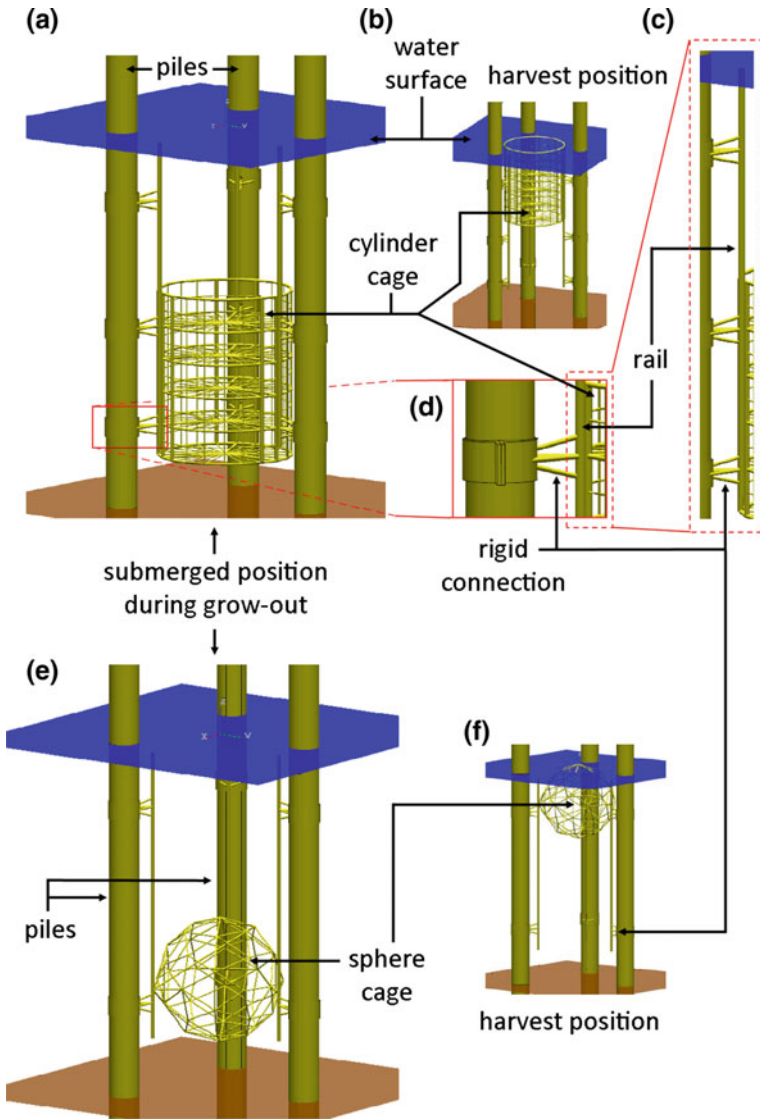 (a)
piles
(b)
water
surface
harvest position
(c)
cylinder
cage
rail
(d)
rigid
connection
submerged position
during grow-out
(e)
(f)
piles
sphere
cage
harvest position